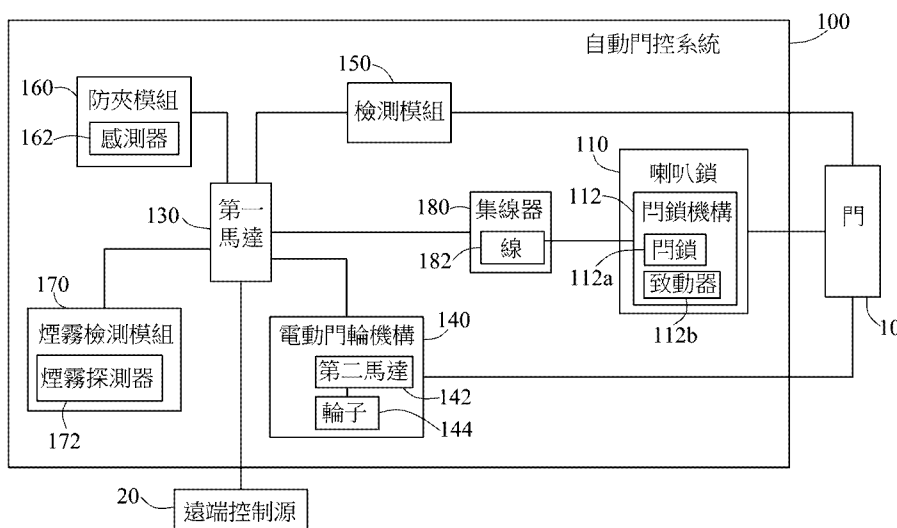 100
自動門控系統
150
160
防夾模組
檢測模組
162
感測器
110
喇叭鎖
130
第一
馬達
180
集線器
112
閂鎖機構
門
182
線
閂鎖
112a
致動器
112b
10
170
煙霧檢測模組
煙霧探測器
172
電動門輪機構
140
第二馬達
142
輪子
144
20
遠端控制源